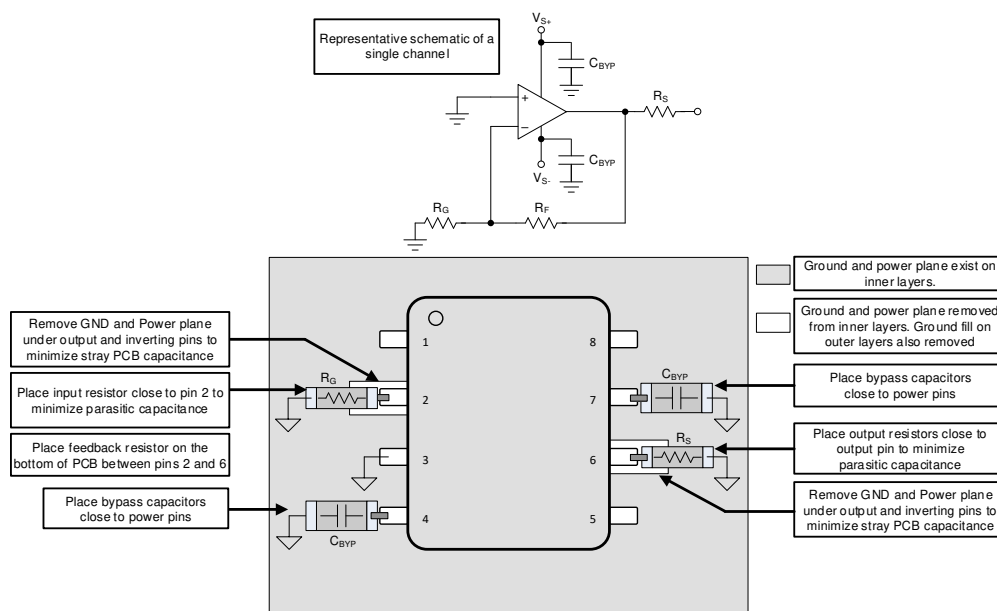 Representative schematic of a
single channel
VS+
CBYP
RS
+
−
CBYP
VS-
RG
RF
Ground and power plane exist on
inner layers.
Ground and power plane removed
from inner layers. Ground fill on
outer layers also removed
Remove GND and Power plane
under output and inverting pins to
minimize stray PCB capacitance
Place input resistor close to pin 2 to
minimize parasitic capacitance
Place feedback resistor on the
bottom of PCB between pins 2 and 6
Place bypass capacitors
close to power pins
RG
CBYP
1
2
3
4
8
7
6
5
CBYP
RS
Place bypass capacitors
close to power pins
Place output resistors close to
output pin to minimize
parasitic capacitance
Remove GND and Power plane
under output and inverting pins to
minimize stray PCB capacitance